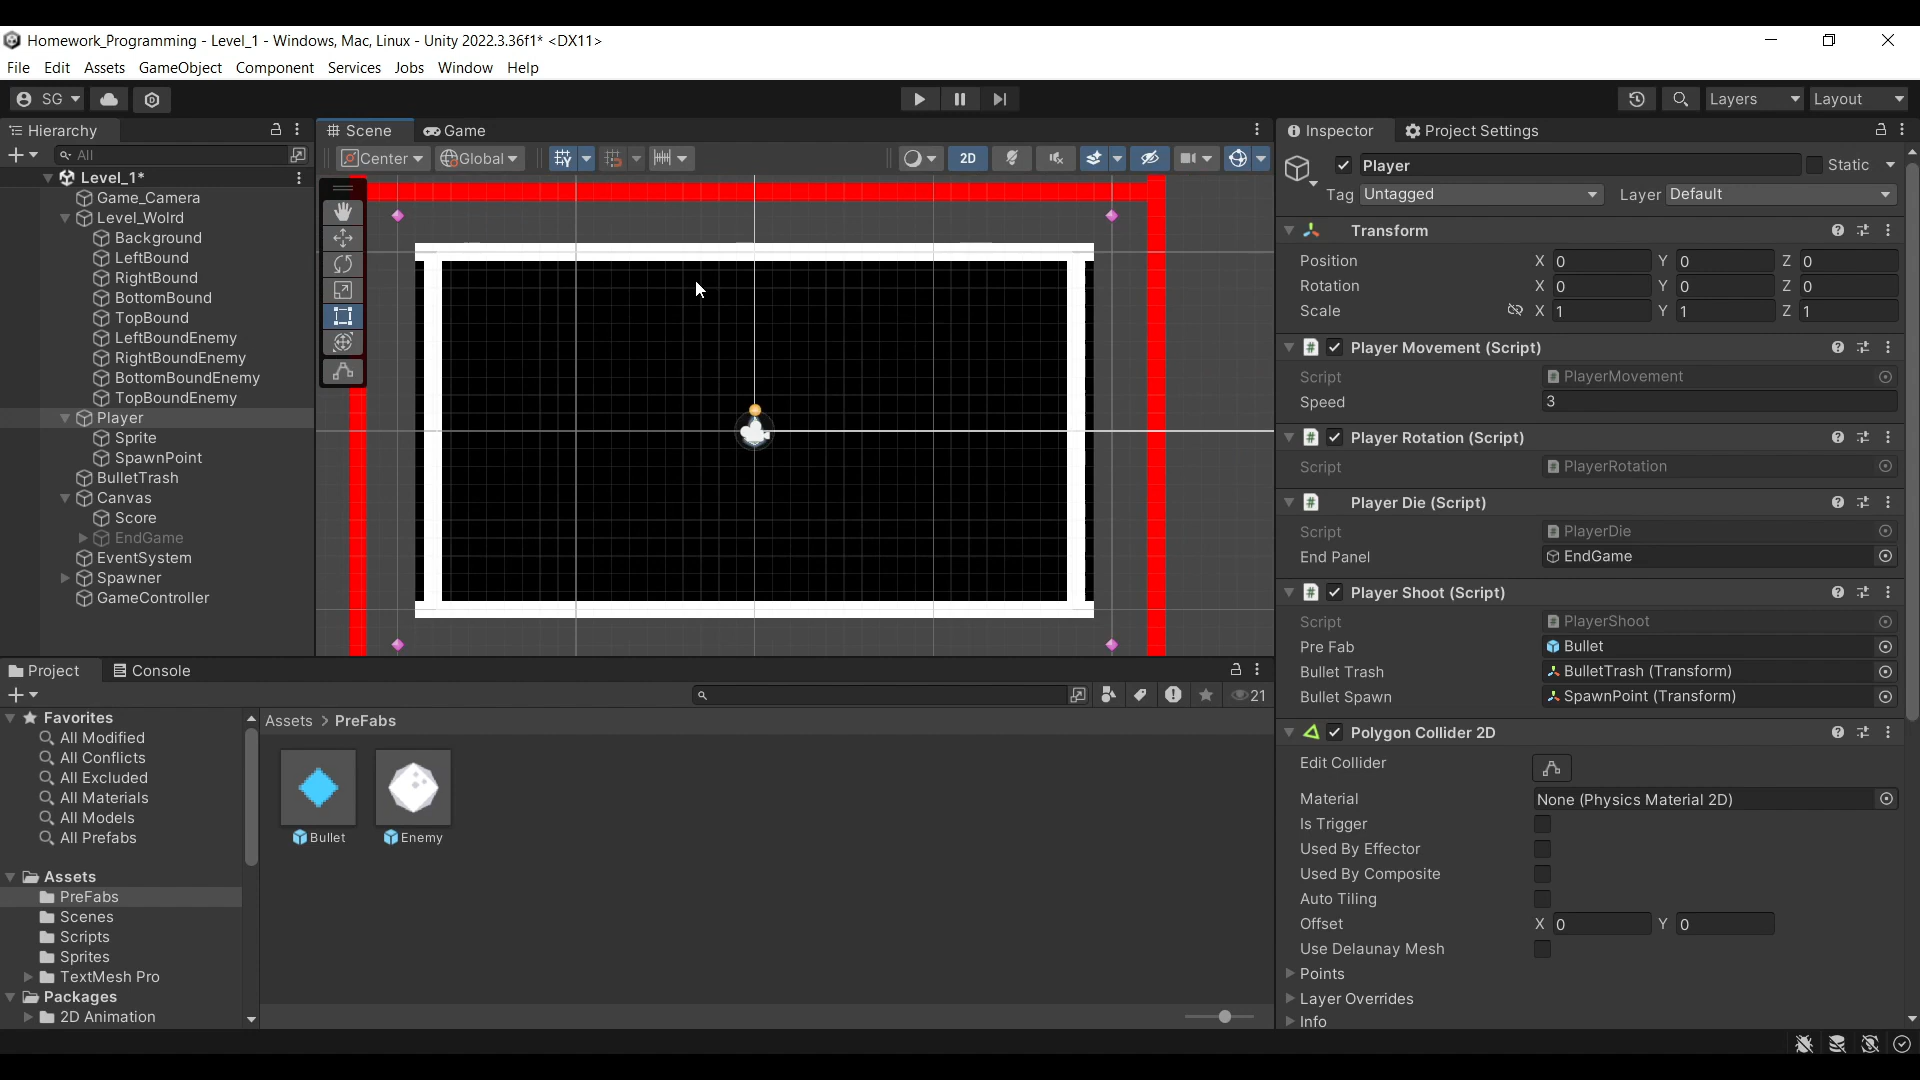 Homework_Programming - Level_1 - Windows, Mac, Linux - Unity 2022.3.36f1* <DX11>
File Edit Assets GameObject Component Services Jobs Window Help
SG
Layers
Layout
Hierarchy
All
Level_1*
Game_Camera
Level_Wolrd
Background
LeftBound
RightBound
BottomBound
TopBound
LeftBoundEnemy
RightBoundEnemy
BottomBoundEnemy
TopBoundEnemy
Player
Sprite
SpawnPoint
BulletTrash
Canvas
Score
EndGame
EventSystem
Spawner
GameController
Scene Game
Center Global 2D
Inspector Project Settings
Player Static
Tag Untagged Layer Default
Transform
Position X 0 Y 0 Z 0
Rotation X 0 Y 0 Z 0
Scale X 1 Y 1 Z 1
Player Movement (Script)
Script PlayerMovement
Speed 3
Player Rotation (Script)
Script PlayerRotation
Player Die (Script)
Script PlayerDie
End Panel EndGame
Player Shoot (Script)
Script PlayerShoot
Pre Fab Bullet
Bullet Trash BulletTrash (Transform)
Bullet Spawn SpawnPoint (Transform)
Polygon Collider 2D
Edit Collider
Material None (Physics Material 2D)
Is Trigger
Used By Effector
Used By Composite
Auto Tiling
Offset X 0 Y 0
Use Delaunay Mesh
Points
Layer Overrides
Info
Project Console
21
Favorites
All Modified
All Conflicts
All Excluded
All Materials
All Models
All Prefabs
Assets
PreFabs
Scenes
Scripts
Sprites
TextMesh Pro
Packages
2D Animation
Assets > PreFabs
Bullet Enemy